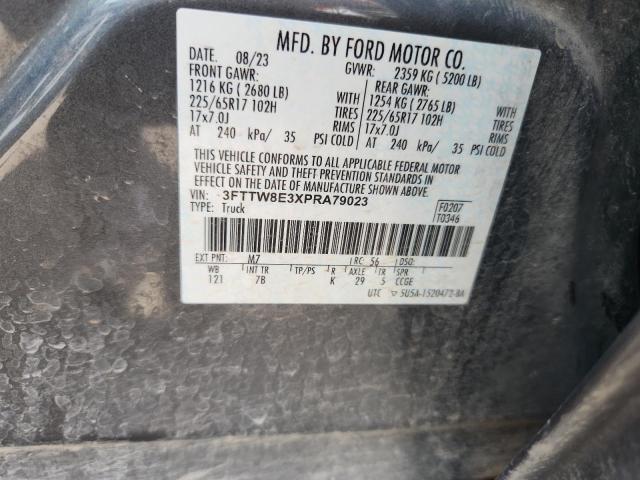 MFD. BY FORD MOTOR CO.
DATE: 08/23 GVWR: 2359 KG ( 5200 LB)
FRONT GAWR: REAR GAWR:
1216 KG ( 2680 LB) WITH 1254 KG ( 2765 LB) WITH
225/65R17 102H TIRES 225/65R17 102H TIRES
17x7.0J RIMS 17x7.0J RIMS
AT 240 kPa/ 35 PSI COLD AT 240 kPa/ 35 PSI COLD
THIS VEHICLE CONFORMS TO ALL APPLICABLE FEDERAL MOTOR
VEHICLE SAFETY AND THEFT PREVENTION STANDARDS IN
EFFECT ON THE DATE OF MANUFACTURE SHOWN ABOVE.
VIN: 3FTTW8E3XPRA79023 F0207
TYPE: Truck T0346
EXT PNT: M7 RC: 56 DSO:
WB INT TR TP/PS R AXLE TR SPR
121 7B K 29 5 CCGE
UTC ▽ 5U5A-1520472-BA